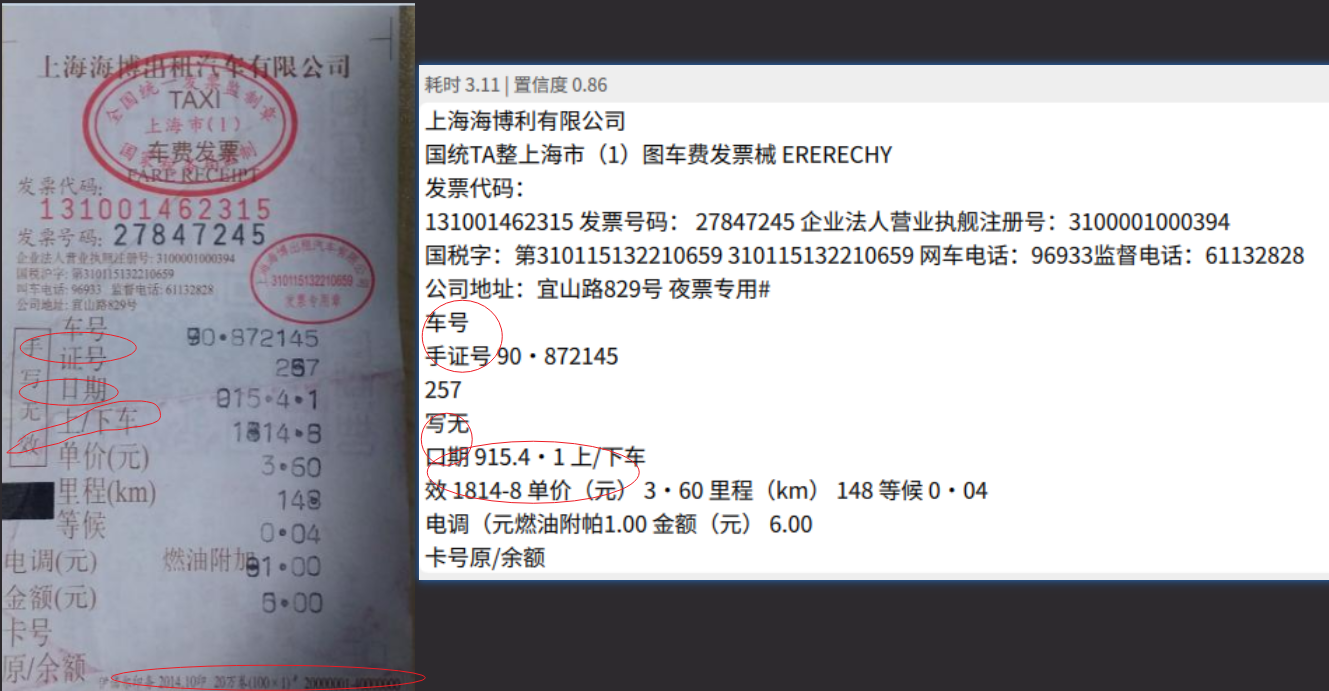 上海海博出租汽车有限公司
全国统一发票监制章
TAXI
上海市(1)
车费发票
FARE RECEIPT
发票代码:
131001462315
发票号码: 27847245
企业法人营业执照注册号: 3100001000394
国税沪字: 第310115132210659
叫车电话: 96933 监督电话: 61132828
公司地址: 宜山路829号
上海海博出租汽车有限公司
310115132210659
发票专用章
手写无效
车号 90•872145
证号 257
日期 915•4•1
上/下车 1814•8
单价(元) 3•60
里程(km) 148
等候 0•04
电调(元) 燃油附加 1•00
金额(元) 6•00
卡号
原/余额
2014.10印 20万卷(100×1) 20000001-40000000
耗时 3.11 | 置信度 0.86
上海海博利有限公司
国统TA整上海市（1）图车费发票械 ERERECHY
发票代码：
131001462315 发票号码： 27847245 企业法人营业执舰注册号：3100001000394
国税字：第310115132210659 310115132210659 网车电话：96933监督电话：61132828
公司地址：宜山路829号 夜票专用#
车号
手证号 90・872145
257
写无
口期 915.4・1 上/下车
效 1814-8 单价（元） 3・60 里程（km） 148 等候 0・04
电调（元燃油附帕1.00 金额（元） 6.00
卡号原/余额